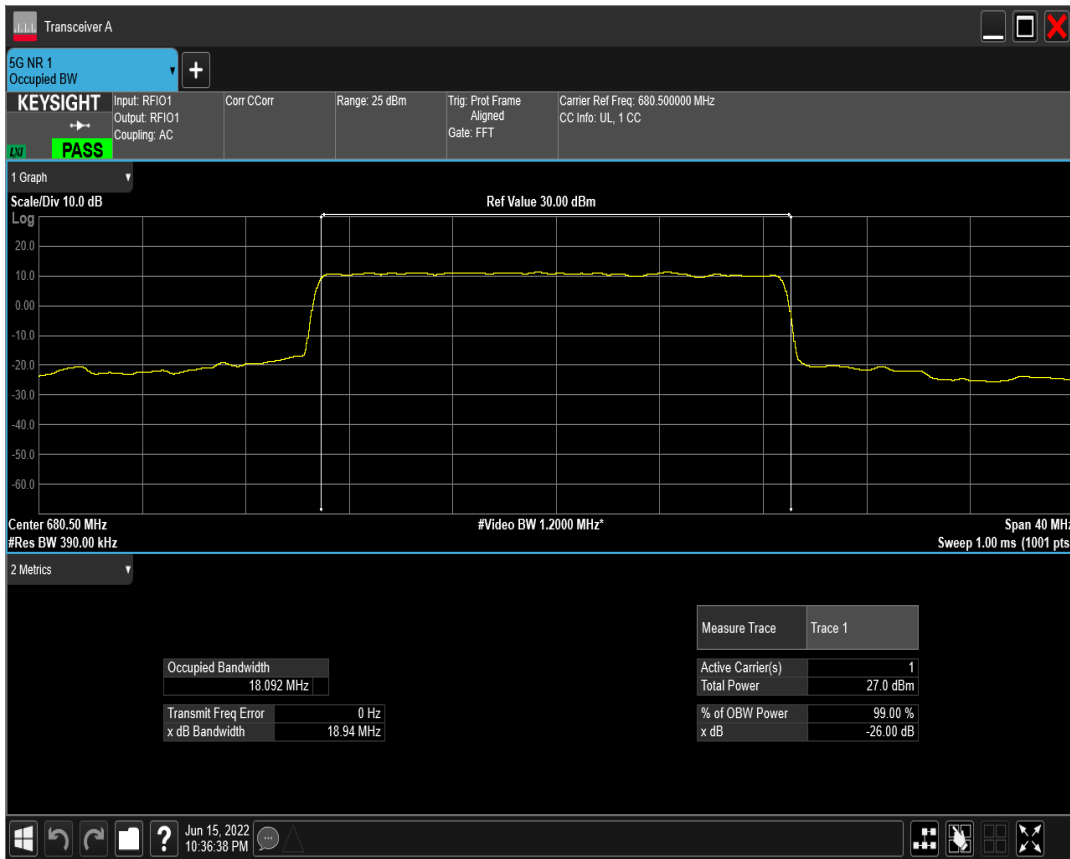 Transceiver A
5G NR 1
Occupied BW
+
KEYSIGHT
LXI
PASS
Input: RFIO1
Output: RFIO1
Coupling: AC
Corr CCorr
Range: 25 dBm
Trig: Prot Frame
Aligned
Gate: FFT
Carrier Ref Freq: 680.500000 MHz
CC Info: UL, 1 CC
1 Graph
Scale/Div 10.0 dB
Ref Value 30.00 dBm
Log
20.0
10.0
0.00
-10.0
-20.0
-30.0
-40.0
-50.0
-60.0
Center 680.50 MHz
#Video BW 1.2000 MHz*
Span 40 MHz
#Res BW 390.00 kHz
Sweep 1.00 ms (1001 pts
2 Metrics
Measure Trace Trace 1
Occupied Bandwidth
18.092 MHz
Active Carrier(s) 1
Total Power 27.0 dBm
Transmit Freq Error 0 Hz
x dB Bandwidth 18.94 MHz
% of OBW Power 99.00 %
x dB -26.00 dB
?
Jun 15, 2022
10:36:38 PM